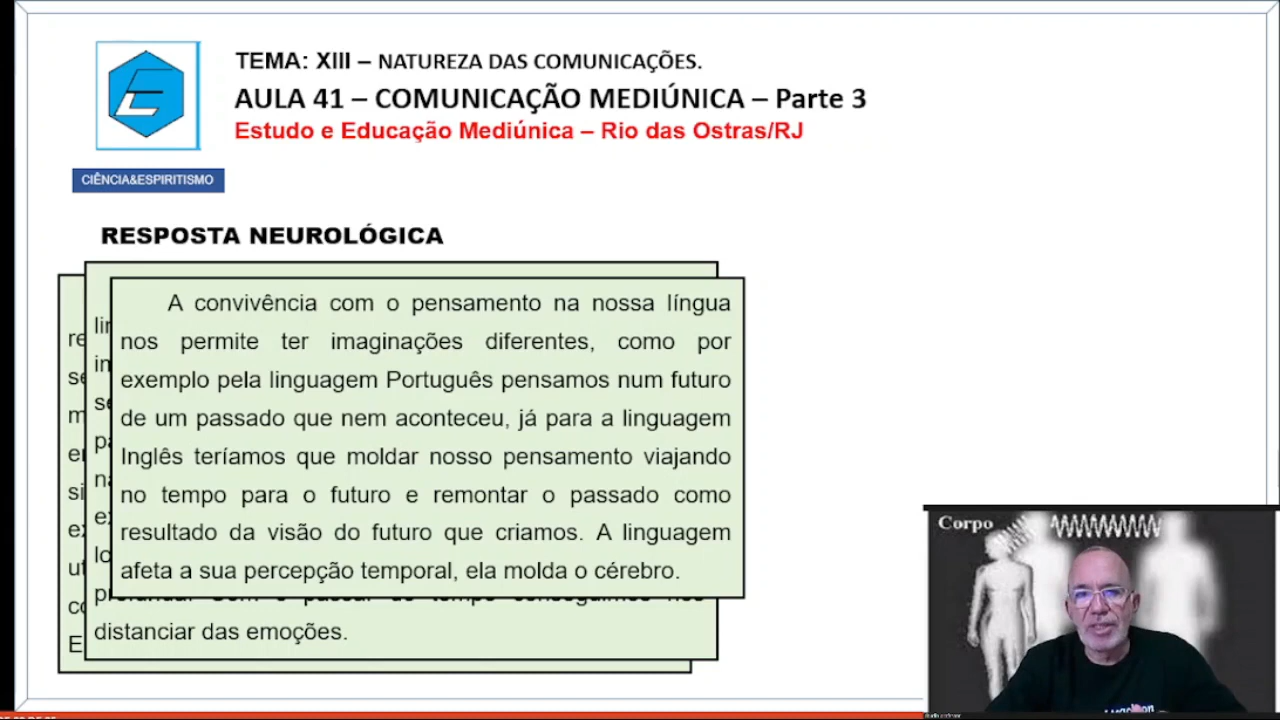 TEMA: XIII – NATUREZA DAS COMUNICAÇÕES.
AULA 41 – COMUNICAÇÃO MEDIÚNICA – Parte 3
Estudo e Educação Mediúnica – Rio das Ostras/RJ
CIÊNCIA&ESPIRITISMO
RESPOSTA NEUROLÓGICA
A convivência com o pensamento na nossa língua
nos permite ter imaginações diferentes, como por
exemplo pela linguagem Português pensamos num futuro
de um passado que nem aconteceu, já para a linguagem
Inglês teríamos que moldar nosso pensamento viajando
no tempo para o futuro e remontar o passado como
resultado da visão do futuro que criamos. A linguagem
afeta a sua percepção temporal, ela molda o cérebro.
distanciar das emoções.
Corpo